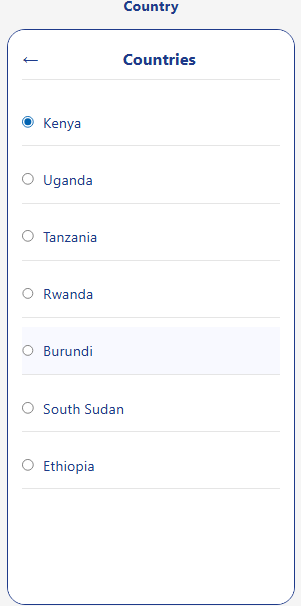 Country
← Countries
Kenya
Uganda
Tanzania
Rwanda
Burundi
South Sudan
Ethiopia